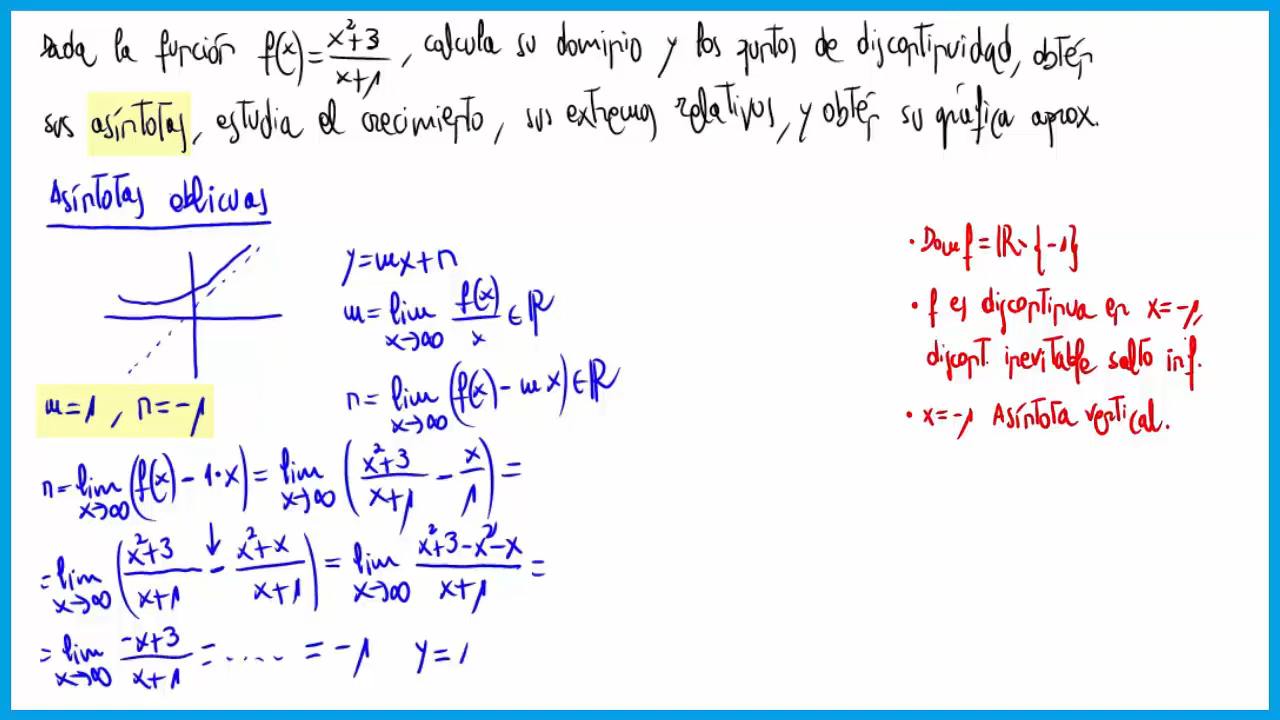 Dada la función f(x)=(x²+3)/(x+1), calcula su dominio y los puntos de discontinuidad, obtén
sus asíntotas, estudia el crecimiento, sus extremos relativos, y obtén su gráfica aprox.
Asíntotas oblicuas
y=mx+n
m=lim x→∞ f(x)/x ∈ ℝ
n=lim x→∞ (f(x)-mx) ∈ ℝ
m=1, n=-1
n=lim x→∞ (f(x)-1·x)=lim x→∞ ((x²+3)/(x+1) - x/1)=
=lim x→∞ ((x²+3)/(x+1) - (x²+x)/(x+1))=lim x→∞ (x²+3-x²-x)/(x+1)=
=lim x→∞ (-x+3)/(x+1)=.....=-1 y=1
• Dom f=ℝ∖{-1}
• f es discontinua en x=-1,
discont. inevitable salto inf.
• x=-1 Asíntota vertical.